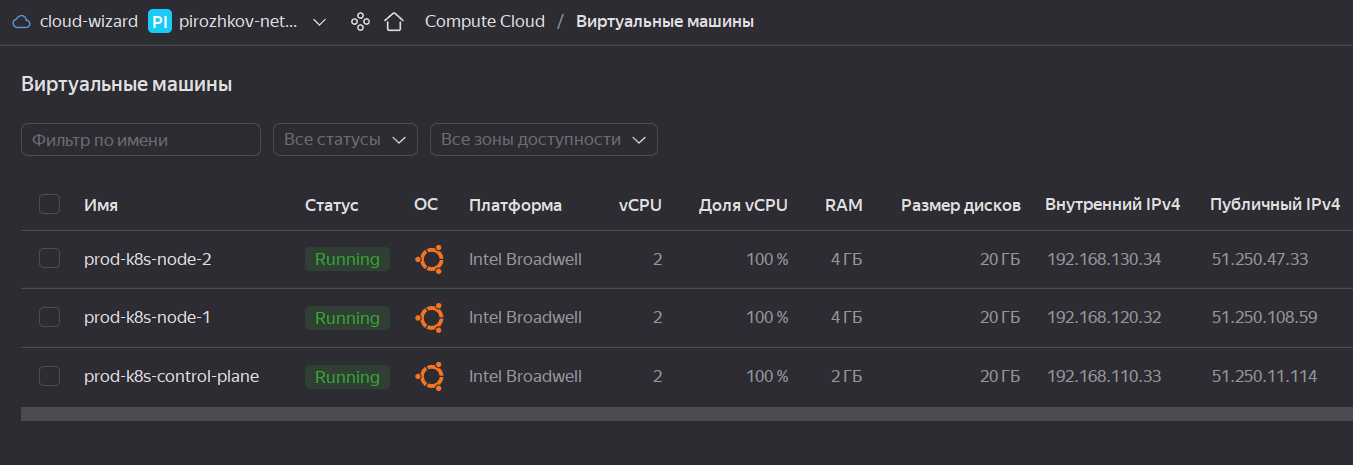 cloud-wizard PI pirozhkov-net... Compute Cloud / Виртуальные машины
Виртуальные машины
Фильтр по имени Все статусы Все зоны доступности
Имя Статус ОС Платформа vCPU Доля vCPU RAM Размер дисков Внутренний IPv4 Публичный IPv4
prod-k8s-node-2 Running Intel Broadwell 2 100 % 4 ГБ 20 ГБ 192.168.130.34 51.250.47.33
prod-k8s-node-1 Running Intel Broadwell 2 100 % 4 ГБ 20 ГБ 192.168.120.32 51.250.108.59
prod-k8s-control-plane Running Intel Broadwell 2 100 % 2 ГБ 20 ГБ 192.168.110.33 51.250.11.114